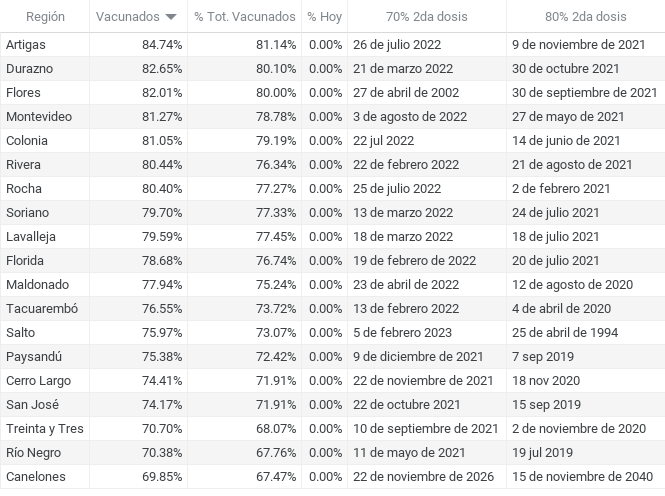 Región Vacunados % Tot. Vacunados % Hoy 70% 2da dosis 80% 2da dosis
Artigas 84.74% 81.14% 0.00% 26 de julio 2022 9 de noviembre de 2021
Durazno 82.65% 80.10% 0.00% 21 de marzo 2022 30 de octubre 2021
Flores 82.01% 80.00% 0.00% 27 de abril de 2002 30 de septiembre de 2021
Montevideo 81.27% 78.78% 0.00% 3 de agosto de 2022 27 de mayo de 2021
Colonia 81.05% 79.19% 0.00% 22 jul 2022 14 de junio de 2021
Rivera 80.44% 76.34% 0.00% 22 de febrero 2022 21 de agosto de 2021
Rocha 80.40% 77.27% 0.00% 25 de julio 2022 2 de febrero 2021
Soriano 79.70% 77.33% 0.00% 13 de marzo 2022 24 de julio 2021
Lavalleja 79.59% 77.45% 0.00% 18 de marzo 2022 18 de julio 2021
Florida 78.68% 76.74% 0.00% 19 de febrero de 2022 20 de julio 2021
Maldonado 77.94% 75.24% 0.00% 23 de abril 2022 12 de agosto de 2020
Tacuarembó 76.55% 73.72% 0.00% 13 de febrero 2022 4 de abril de 2020
Salto 75.97% 73.07% 0.00% 5 de febrero 2023 25 de abril de 1994
Paysandú 75.38% 72.42% 0.00% 9 de diciembre de 2021 7 sep 2019
Cerro Largo 74.41% 71.91% 0.00% 22 de noviembre de 2021 18 nov 2020
San José 74.17% 71.91% 0.00% 22 de octubre 2021 15 sep 2019
Treinta y Tres 70.70% 68.07% 0.00% 10 de septiembre de 2021 2 de noviembre de 2020
Río Negro 70.38% 67.76% 0.00% 11 de mayo de 2021 19 jul 2019
Canelones 69.85% 67.47% 0.00% 22 de noviembre de 2026 15 de noviembre de 2040